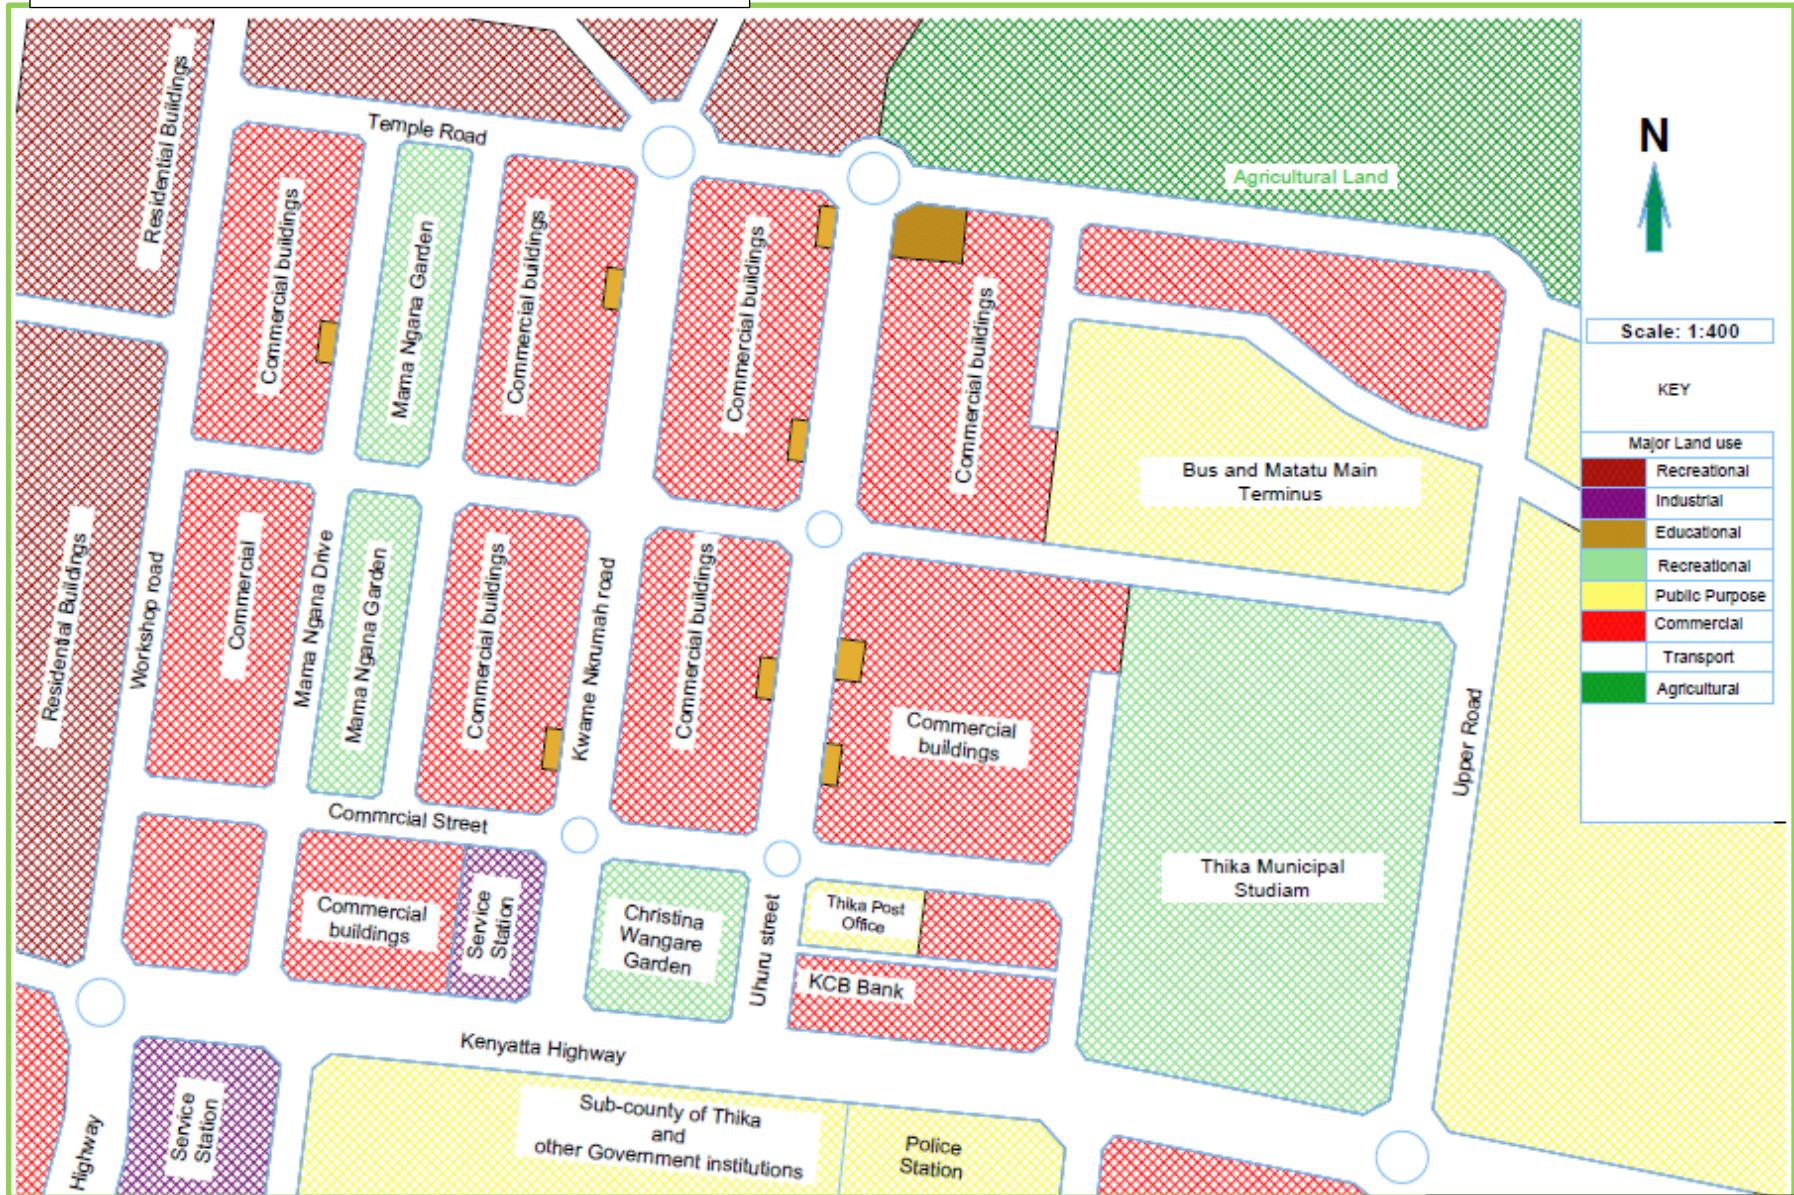 Residential Buildings
Temple Road
Commercial buildings
Mama Ngana Garden
Commercial buildings
Commercial buildings
Commercial buildings
Agricultural Land
N
Scale: 1:400
KEY
Major Land use
Recreational
Industrial
Educational
Recreational
Public Purpose
Commercial
Transport
Agricultural
Bus and Matatu Main
Terminus
Residential Buildings
Workshop road
Commercial
Mama Ngana Drive
Mama Ngana Garden
Commercial buildings
Kwame Nkrumah road
Commercial buildings
Commercial
buildings
Upper Road
Commrcial Street
Thika Municipal
Studiam
Commercial
buildings
Service
Station
Christina
Wangare
Garden
Uhuru street
Thika Post
Office
KCB Bank
Kenyatta Highway
Highway
Service
Station
Sub-county of Thika
and
other Government institutions
Police
Station